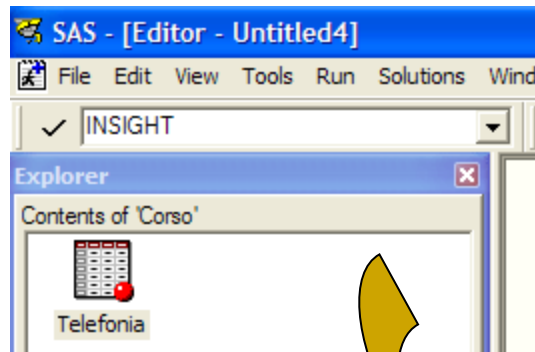 SAS - [Editor - Untitled4]
File Edit View Tools Run Solutions
INSIGHT
Explorer
Contents of 'Corso'
Telefonia